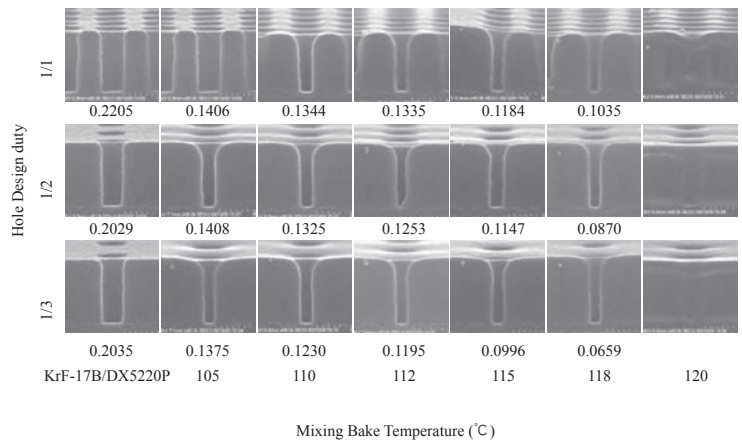 1/1
0.2205 0.1406 0.1344 0.1335 0.1184 0.1035
Hole Design duty
1/2
0.2029 0.1408 0.1325 0.1253 0.1147 0.0870
1/3
0.2035 0.1375 0.1230 0.1195 0.0996 0.0659
KrF-17B/DX5220P 105 110 112 115 118 120
Mixing Bake Temperature (℃)